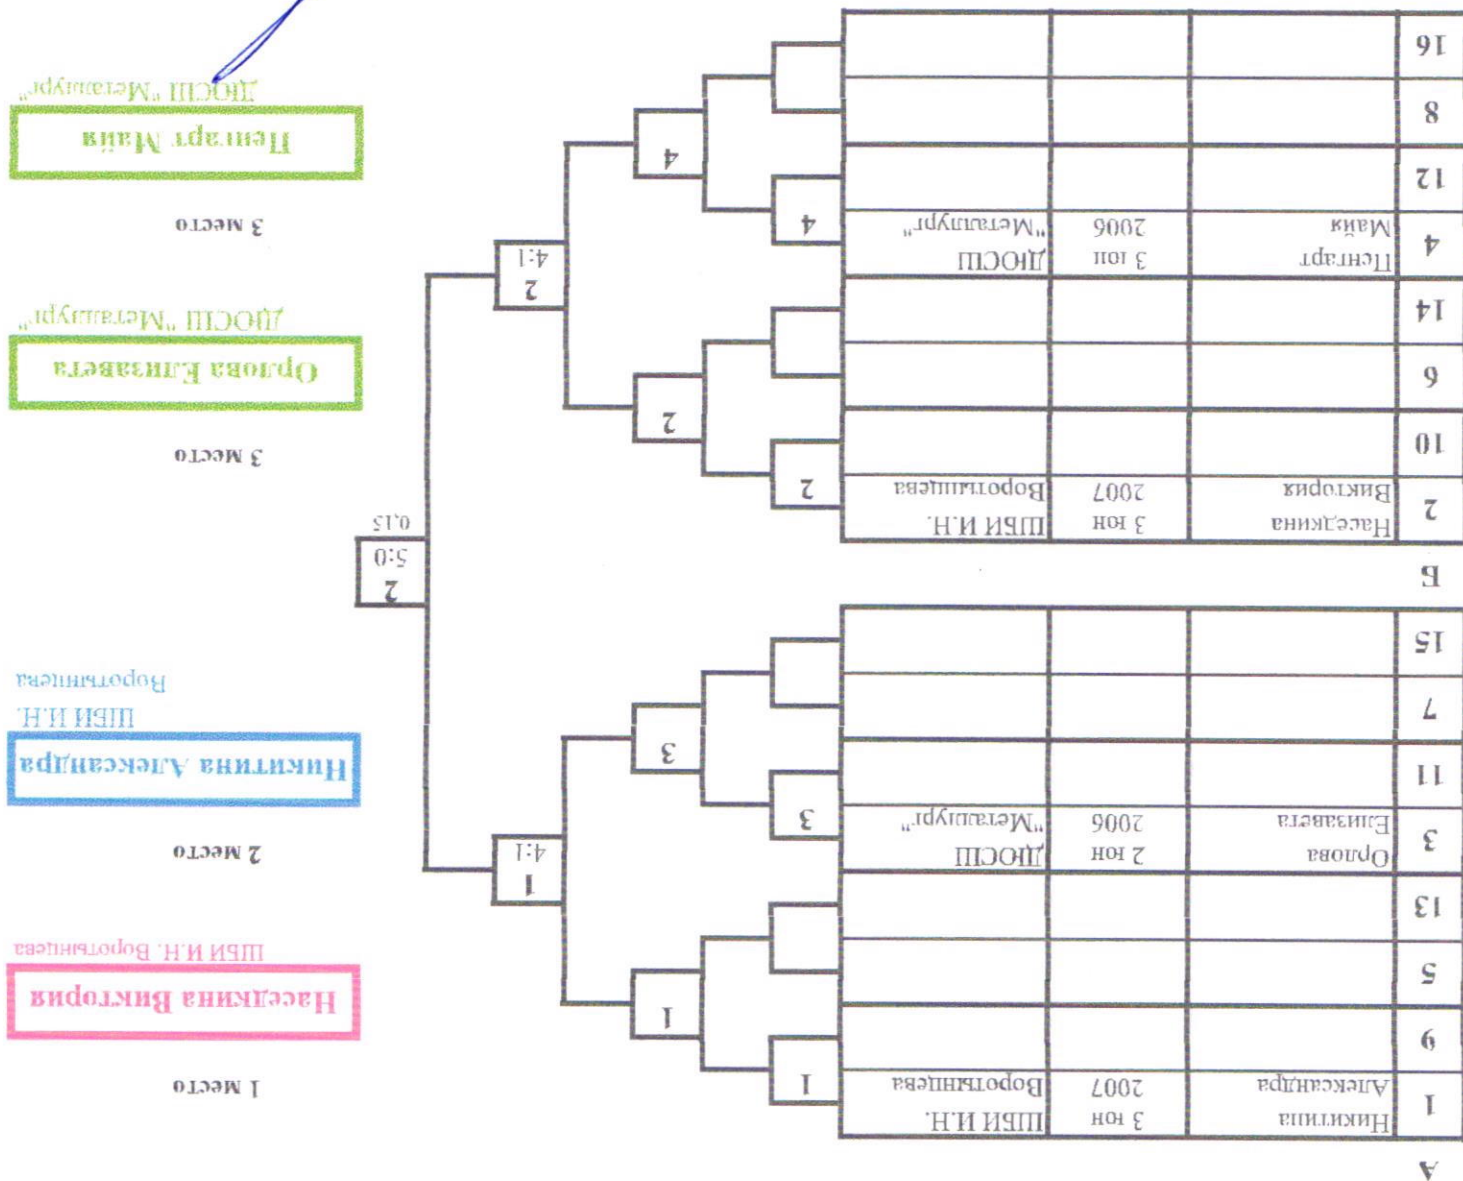 А
1 Никитина Александра 3 юн 2007 ШБИ И.Н. Воротынцева 1
9
1
5
13
1 4:1
3 Орлова Елизавета 2 юн 2006 ДЮСШ "Металлург" 3
11
3
7
15
2 5:0 0,15
Б
2 Наседкина Виктория 3 юн 2007 ШБИ И.Н. Воротынцева 2
10
2
6
14
2 4:1
4 Пенгарт Майя 3 юн 2006 ДЮСШ "Металлург" 4
12
4
8
16
1 место
Наседкина Виктория
ШБИ И.Н. Воротынцева
2 место
Никитина Александра
ШБИ И.Н.
Воротынцева
3 место
Орлова Елизавета
ДЮСШ "Металлург"
3 место
Пенгарт Майя
ДЮСШ "Металлург"